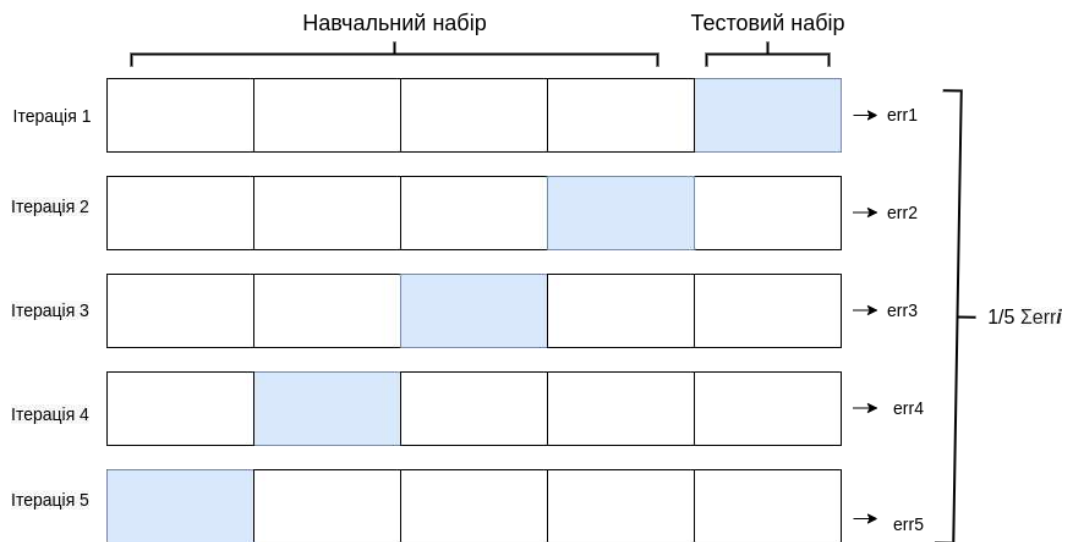 Навчальний набір
Тестовий набір
Ітерація 1
err1
Ітерація 2
err2
Ітерація 3
err3
1/5 Σerri
Ітерація 4
err4
Ітерація 5
err5